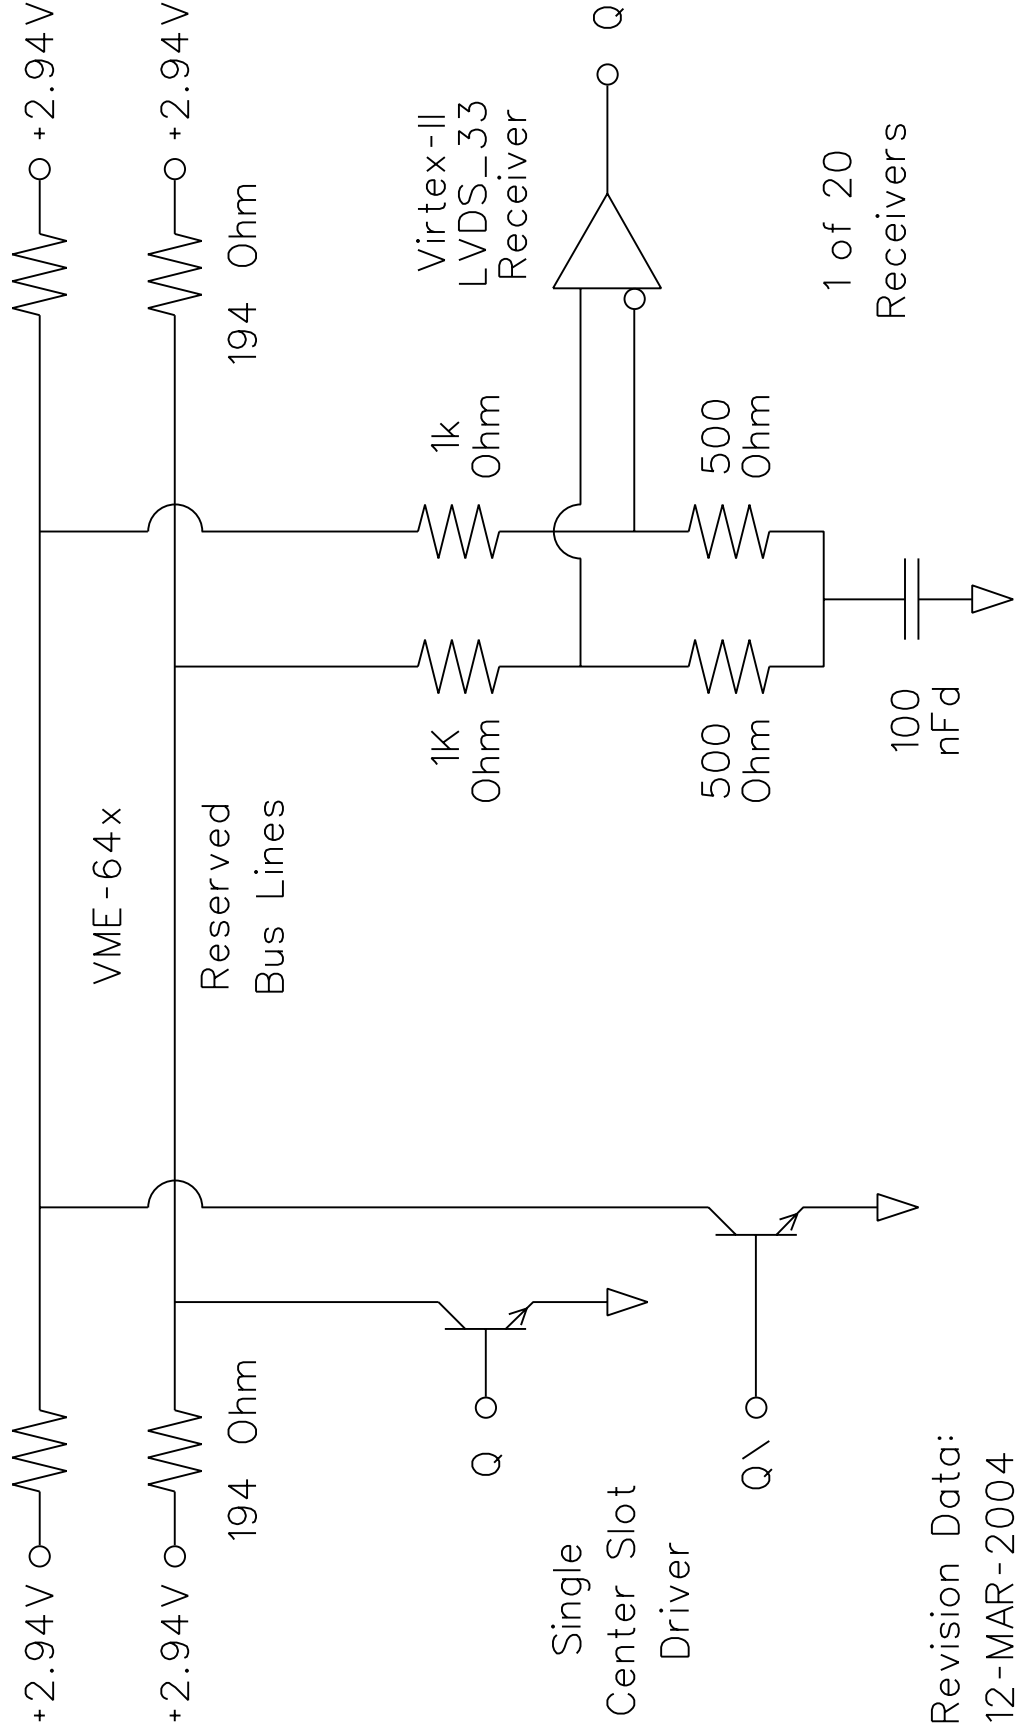 +2.94V
+2.94V
+2.94V
+2.94V
194 Ohm
194 Ohm
VME-64x
Reserved
Bus Lines
1K
Ohm
1k
Ohm
Virtex-II
LVDS_33
Receiver
Q
Q
Single
Center Slot
Driver
500
Ohm
500
Ohm
Q\
1 of 20
Receivers
100
nFd
Revision Data:
12-MAR-2004